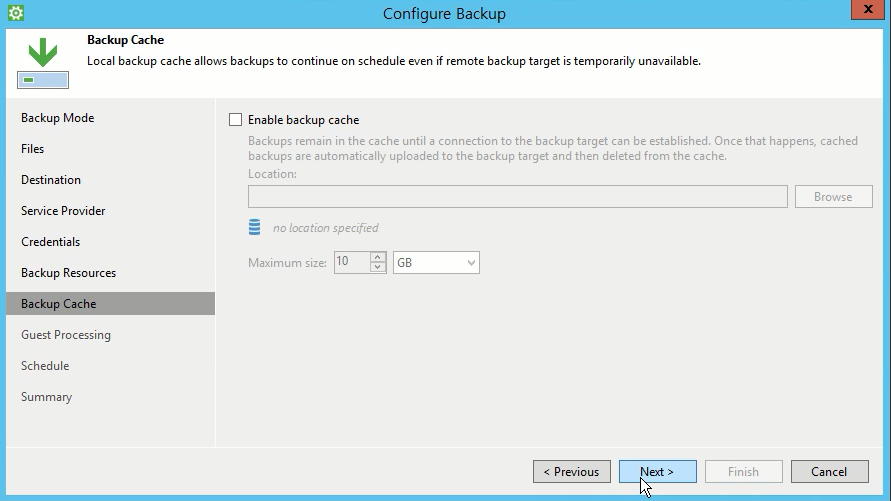 Configure Backup
x
Backup Cache
Local backup cache allows backups to continue on schedule even if remote backup target is temporarily unavailable.
Backup Mode
Files
Destination
Service Provider
Credentials
Backup Resources
Backup Cache
Guest Processing
Schedule
Summary
Enable backup cache
Backups remain in the cache until a connection to the backup target can be established. Once that happens, cached
backups are automatically uploaded to the backup target and then deleted from the cache.
Location:
Browse
no location specified
Maximum size: 10 GB
< Previous Next > Finish Cancel